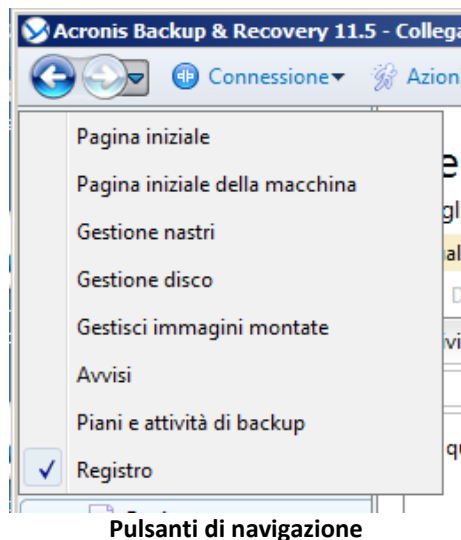 Acronis Backup & Recovery 11.5 - Collega
Connessione Azion
Pagina iniziale
Pagina iniziale della macchina
Gestione nastri
Gestione disco
Gestisci immagini montate
Avvisi
Piani e attività di backup
Registro
Pulsanti di navigazione